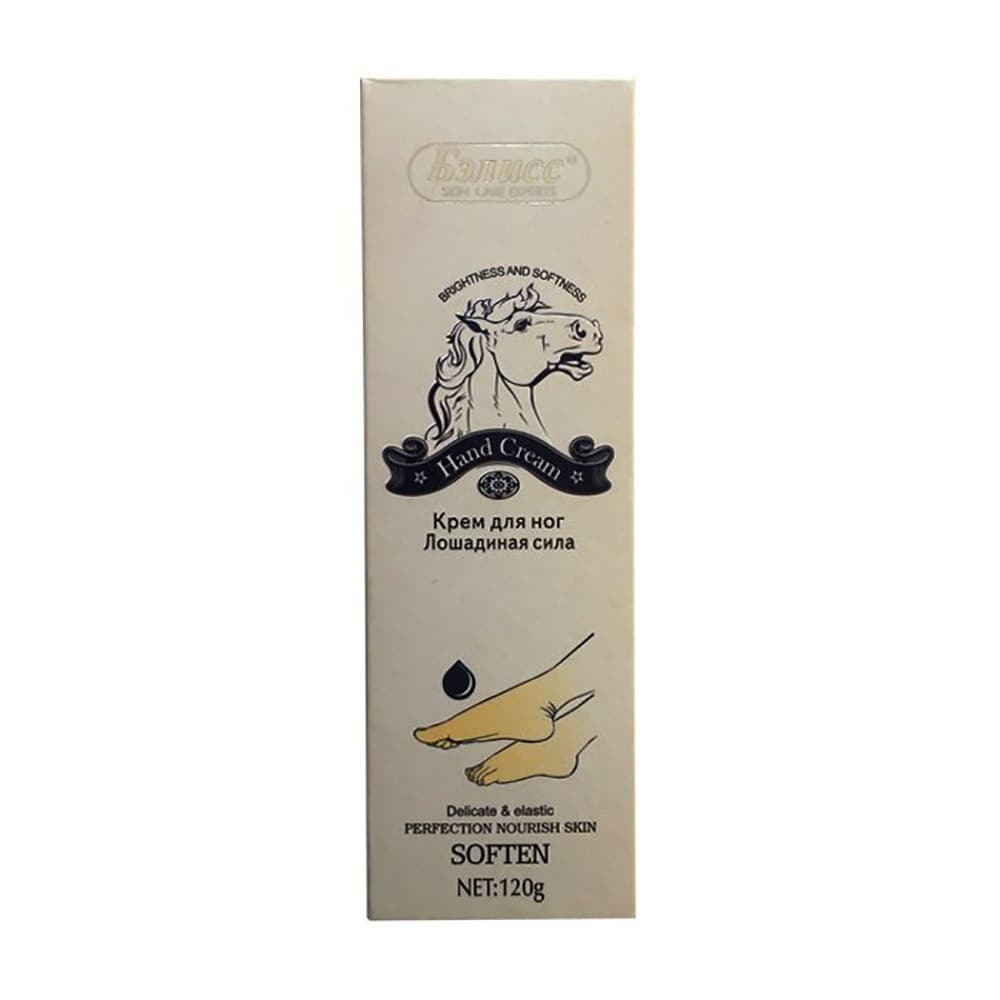 Бэлисс®
SKIN CARE EXPRESS
BRIGHTNESS AND SOFTNESS
Hand Cream
Крем для ног
Лошадиная сила
Delicate & elastic
PERFECTION NOURISH SKIN
SOFTEN
NET:120g